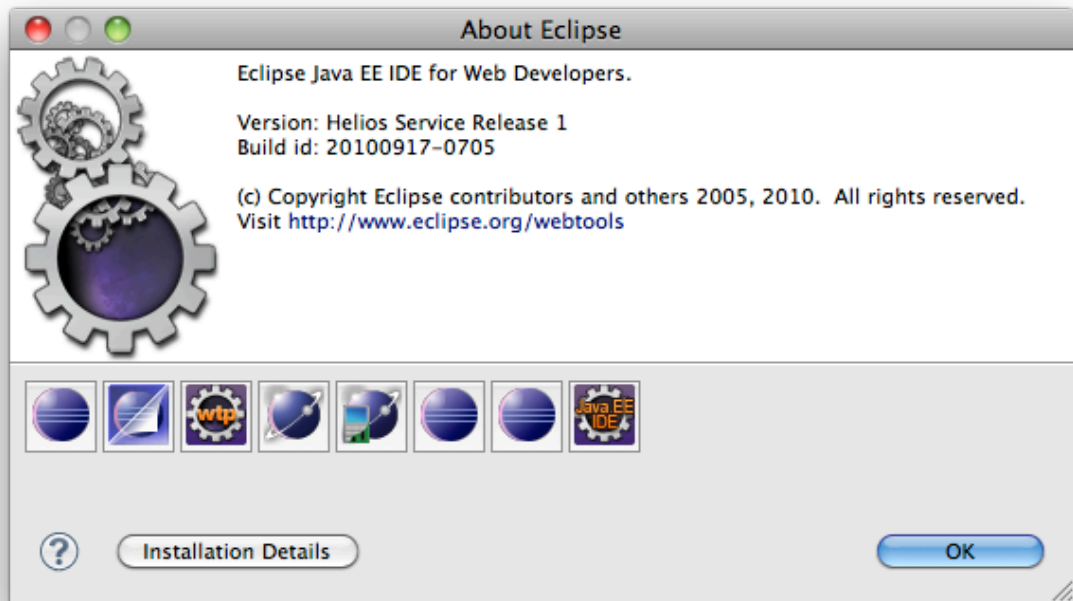 About Eclipse
Eclipse Java EE IDE for Web Developers.
Version: Helios Service Release 1
Build id: 20100917-0705
(c) Copyright Eclipse contributors and others 2005, 2010.  All rights reserved.
Visit http://www.eclipse.org/webtools
wtp
Java EE
IDE
?
Installation Details
OK